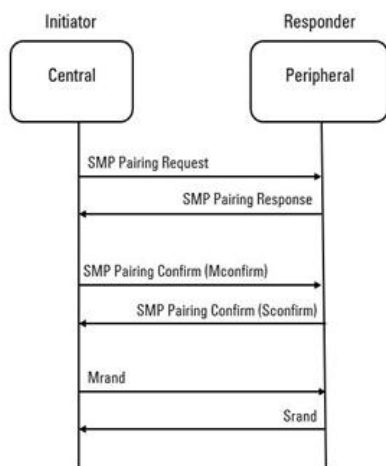 Initiator
Responder
Central
Peripheral
SMP Pairing Request
SMP Pairing Response
SMP Pairing Confirm (Mconfirm)
SMP Pairing Confirm (Sconfirm)
Mrand
Srand